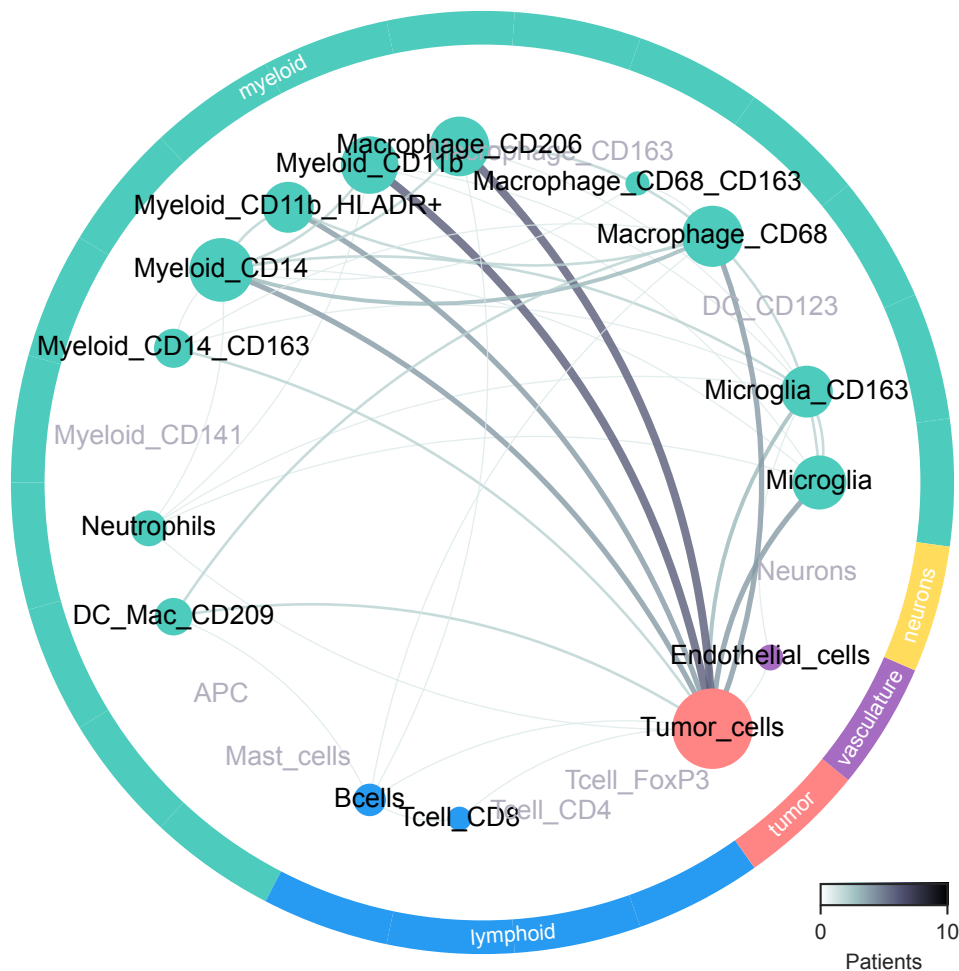 myeloid
Macrophage_CD206
Macrophage_CD163
Myeloid_CD11b
Macrophage_CD68_CD163
Myeloid_CD11b_HLADR+
Macrophage_CD68
Myeloid_CD14
DC_CD123
Myeloid_CD14_CD163
Microglia_CD163
Myeloid_CD141
Microglia
Neutrophils
Neurons
neurons
DC_Mac_CD209
Endothelial_cells
APC
vasculature
Tumor_cells
Mast_cells
Tcell_FoxP3
Bcells
Tcell_CD8
Tcell_CD4
tumor
lymphoid
0
10
Patients